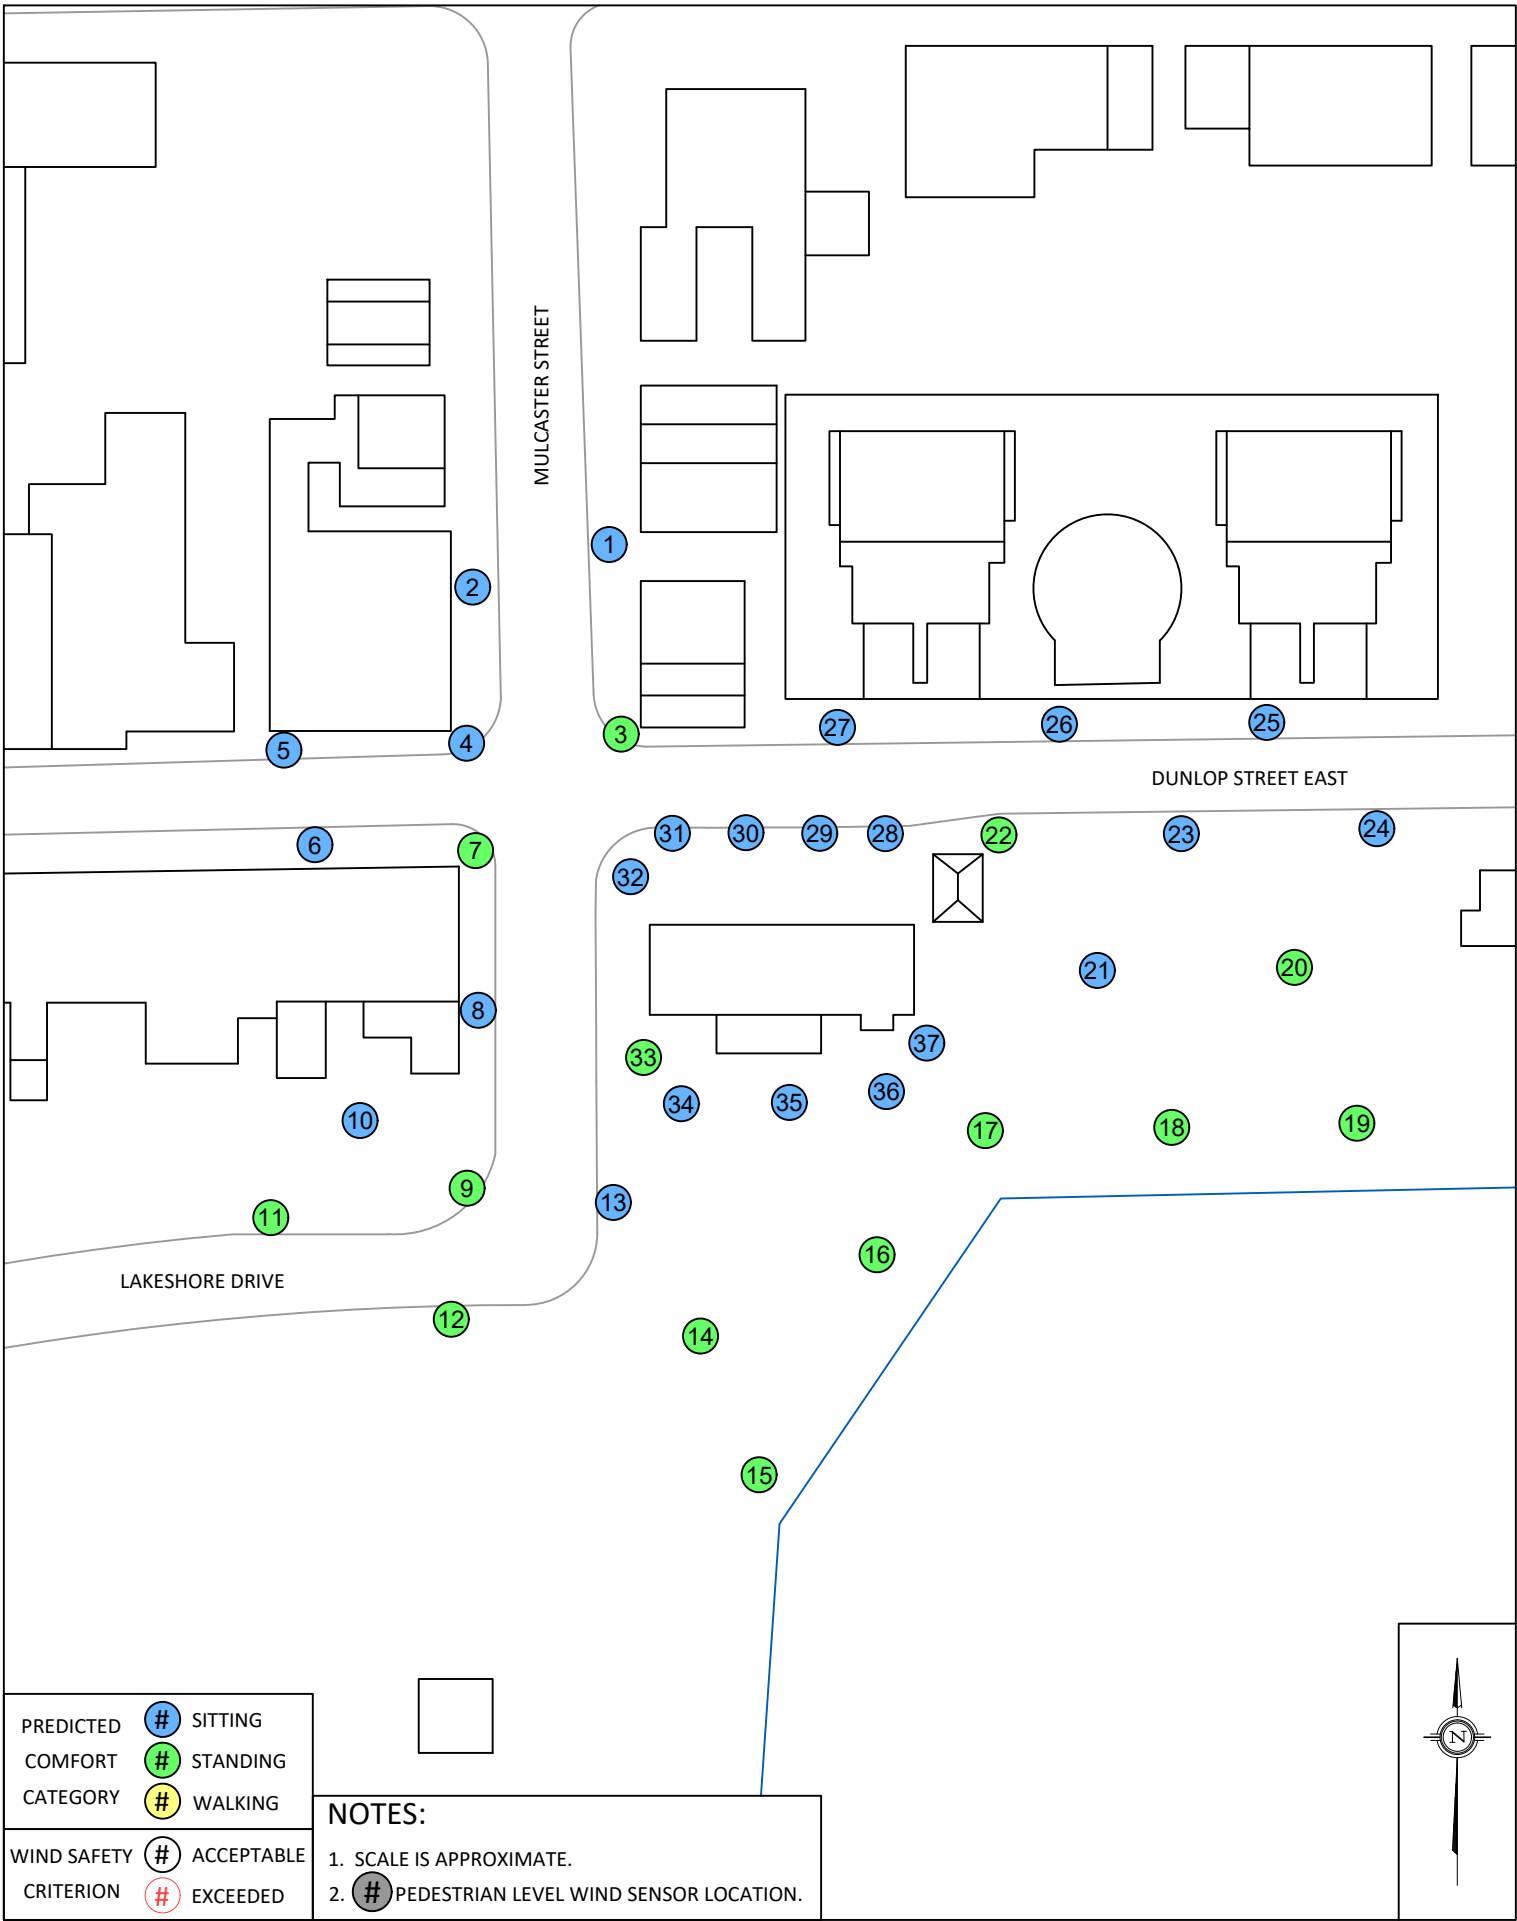 MULCASTER STREET
1
2
3
27
26
25
5
4
DUNLOP STREET EAST
6
7
31
30
29
28
22
23
24
32
21
20
8
33
37
34
35
36
10
17
18
19
9
13
11
16
LAKESHORE DRIVE
12
14
15
PREDICTED
COMFORT
CATEGORY
# SITTING
# STANDING
# WALKING
WIND SAFETY
CRITERION
# ACCEPTABLE
# EXCEEDED
NOTES:
1. SCALE IS APPROXIMATE.
2. # PEDESTRIAN LEVEL WIND SENSOR LOCATION.
N